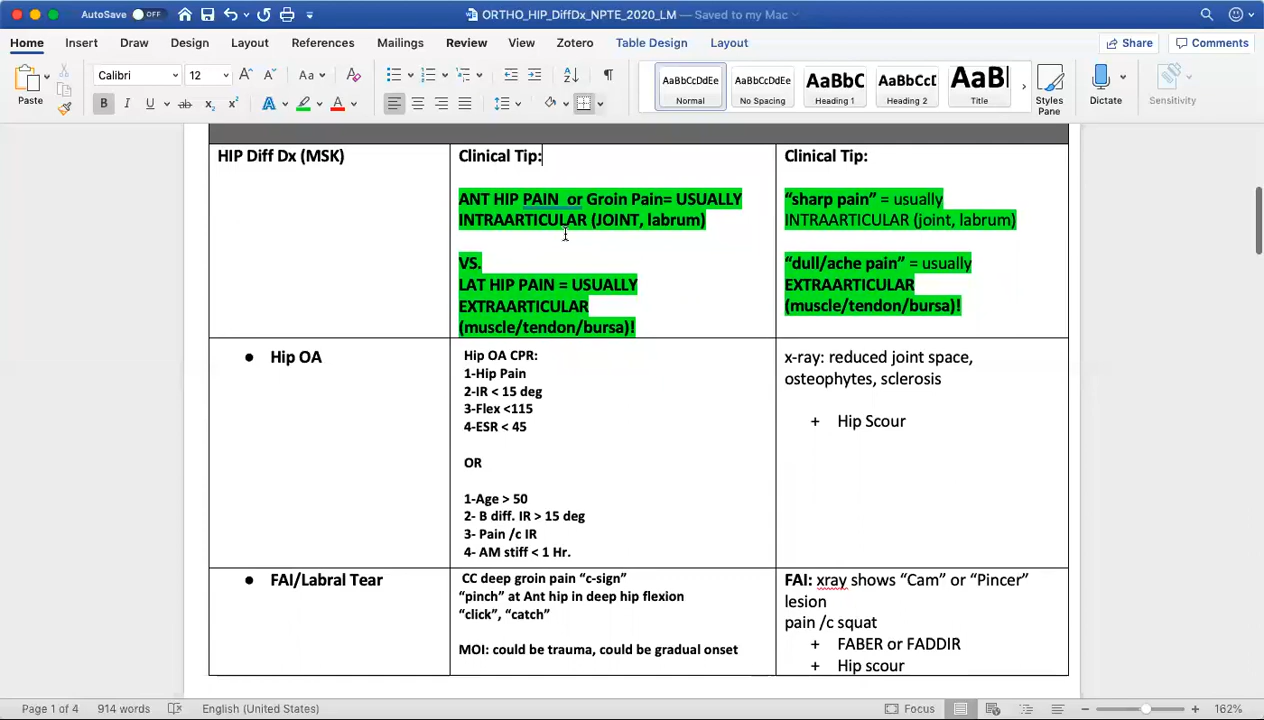 AutoSave OFF
ORTHO_HIP_DiffDx_NPTE_2020_LM — Saved to my Mac
Home Insert Draw Design Layout References Mailings Review View Zotero Table Design Layout Share Comments
Paste
Calibri 12
AaBbCcDdEe Normal
AaBbCcDdEe No Spacing
AaBbC Heading 1
AaBbCcI Heading 2
AaB Title
Styles Pane
Dictate
Sensitivity
HIP Diff Dx (MSK)
Clinical Tip:
ANT HIP PAIN or Groin Pain= USUALLY
INTRAARTICULAR (JOINT, labrum)
VS.
LAT HIP PAIN = USUALLY
EXTRAARTICULAR
(muscle/tendon/bursa)!
Clinical Tip:
“sharp pain” = usually
INTRAARTICULAR (joint, labrum)
“dull/ache pain” = usually
EXTRAARTICULAR
(muscle/tendon/bursa)!
● Hip OA
Hip OA CPR:
1-Hip Pain
2-IR < 15 deg
3-Flex <115
4-ESR < 45
OR
1-Age > 50
2- B diff. IR > 15 deg
3- Pain /c IR
4- AM stiff < 1 Hr.
x-ray: reduced joint space,
osteophytes, sclerosis
+ Hip Scour
● FAI/Labral Tear
CC deep groin pain “c-sign”
“pinch” at Ant hip in deep hip flexion
“click”, “catch”
MOI: could be trauma, could be gradual onset
FAI: xray shows “Cam” or “Pincer”
lesion
pain /c squat
+ FABER or FADDIR
+ Hip scour
Page 1 of 4 914 words English (United States) Focus 162%